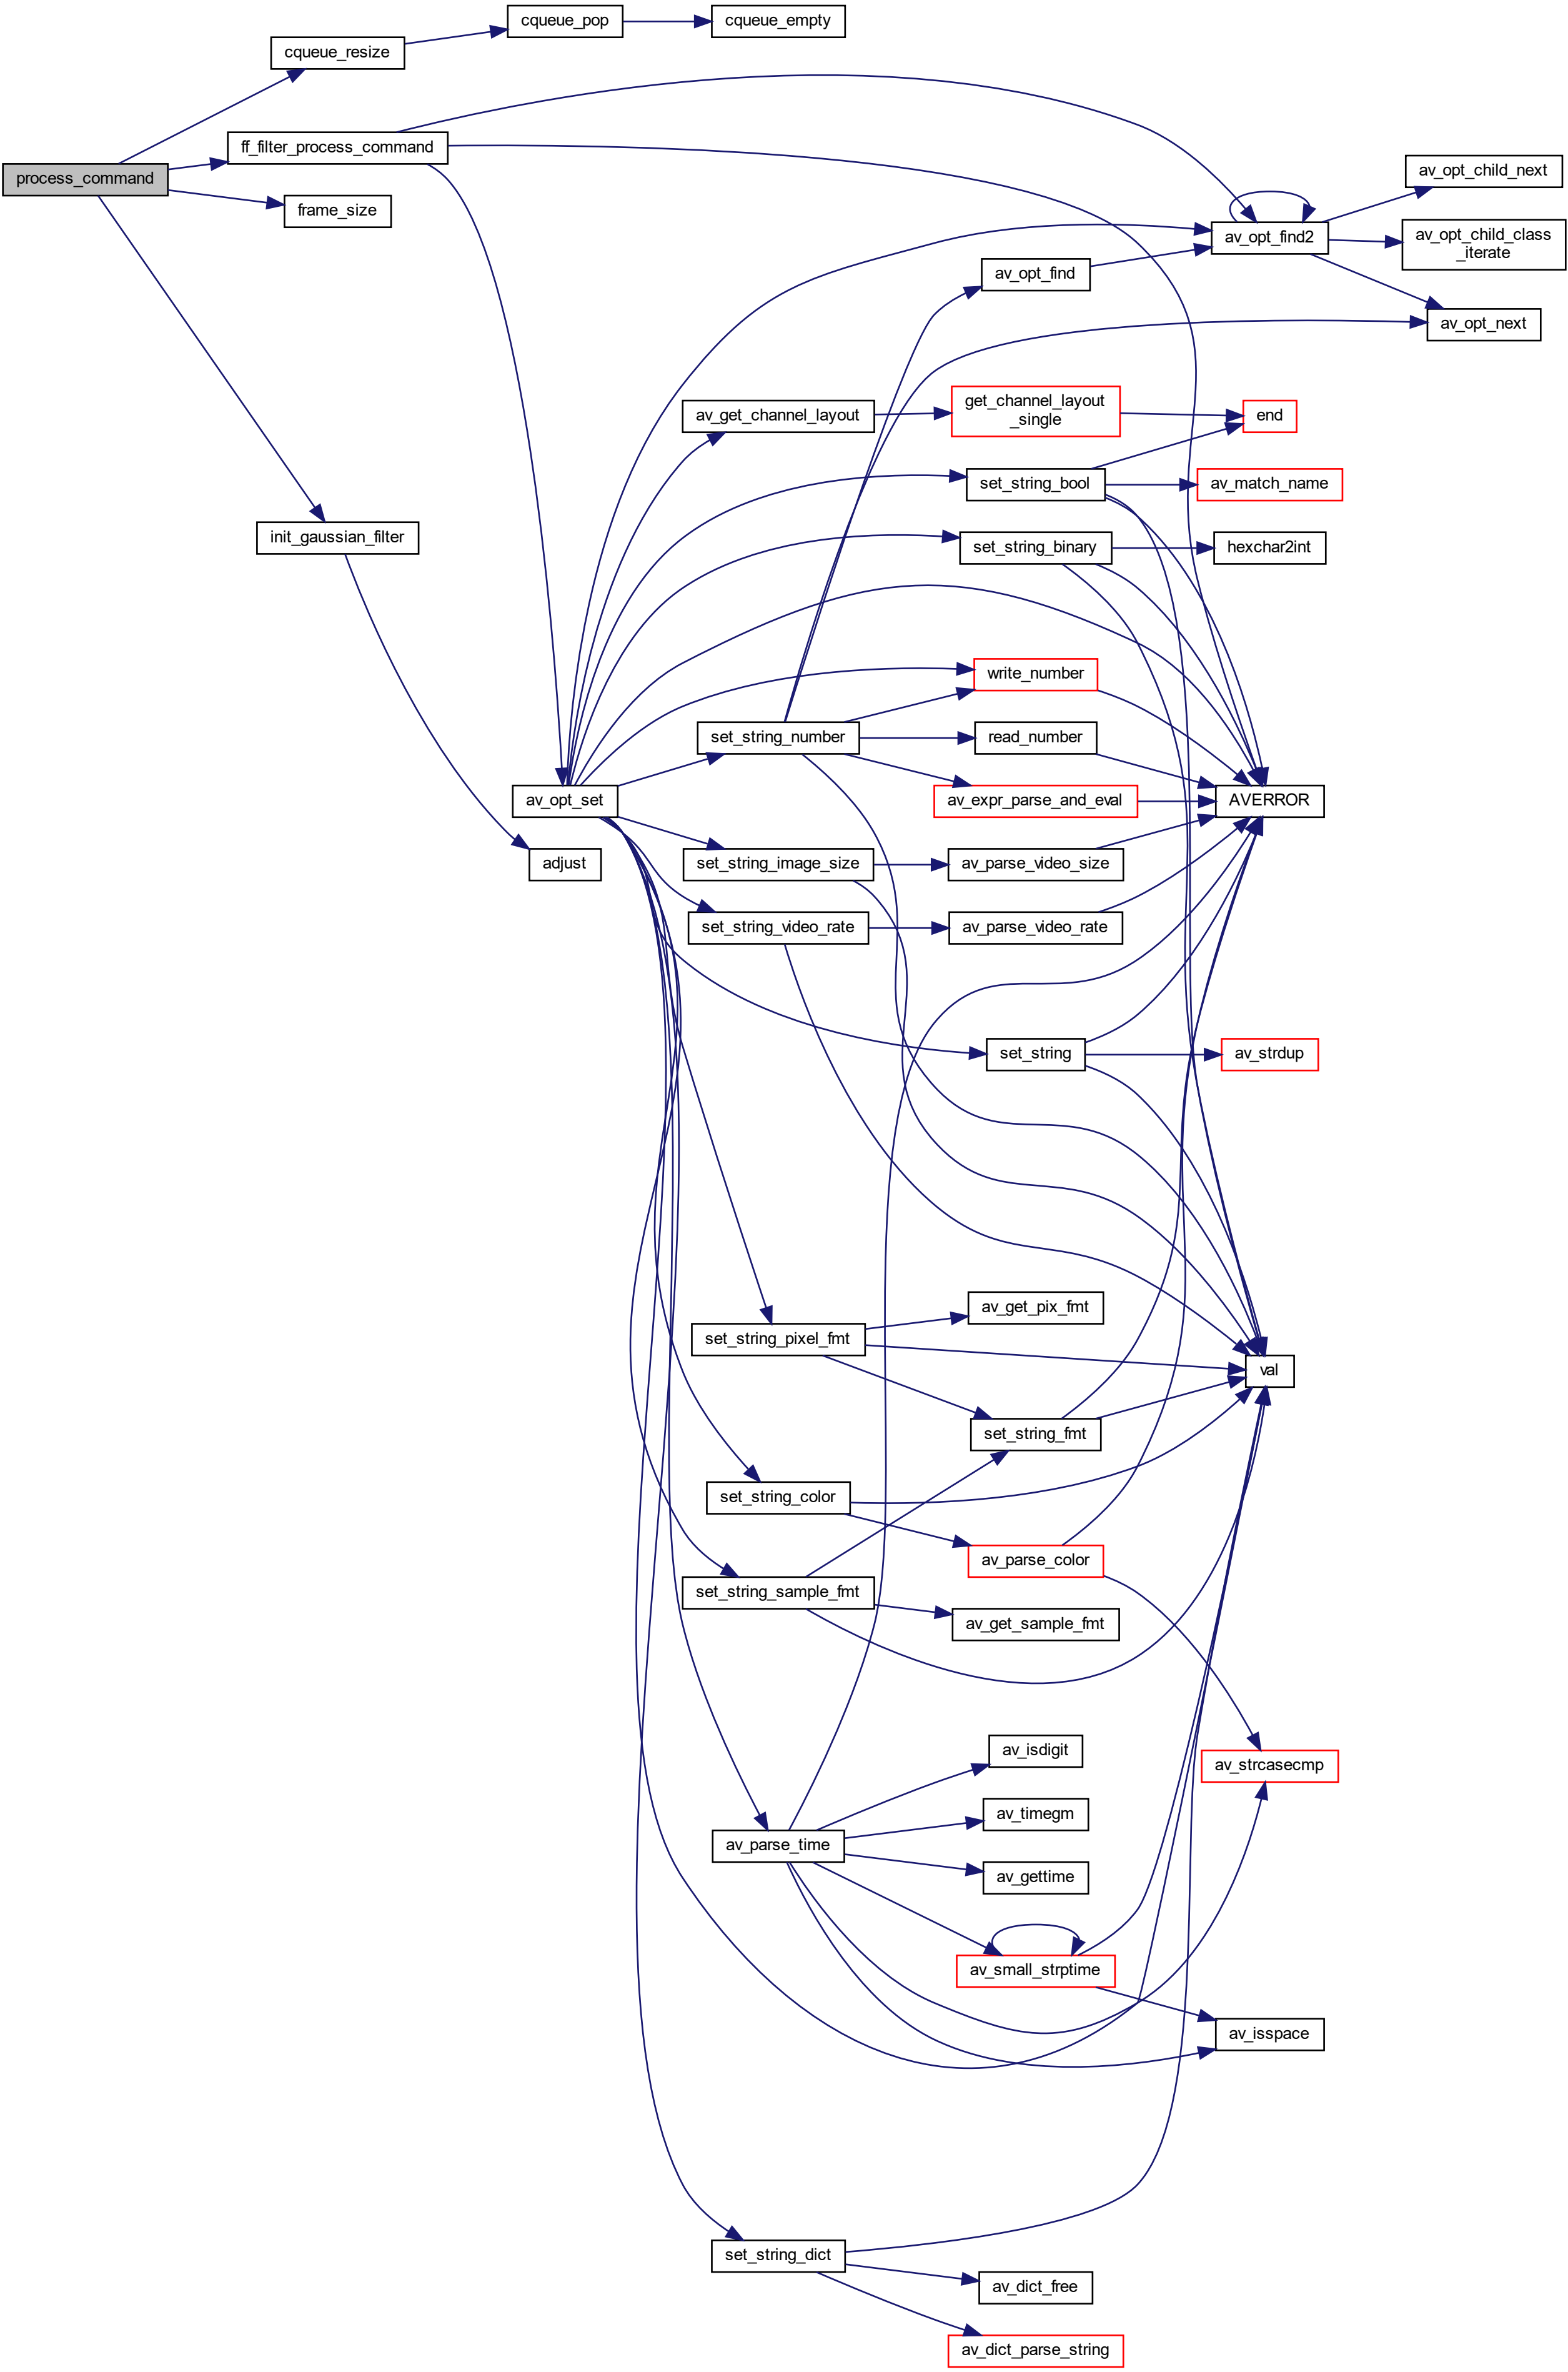 cqueue_pop
cqueue_empty
cqueue_resize
ff_filter_process_command
process_command
av_opt_child_next
frame_size
av_opt_find2
av_opt_child_class
_iterate
av_opt_find
av_opt_next
av_get_channel_layout
get_channel_layout
_single
end
set_string_bool
av_match_name
init_gaussian_filter
set_string_binary
hexchar2int
write_number
set_string_number
read_number
av_opt_set
av_expr_parse_and_eval
AVERROR
adjust
set_string_image_size
av_parse_video_size
set_string_video_rate
av_parse_video_rate
set_string
av_strdup
av_get_pix_fmt
set_string_pixel_fmt
val
set_string_fmt
set_string_color
av_parse_color
set_string_sample_fmt
av_get_sample_fmt
av_isdigit
av_strcasecmp
av_timegm
av_parse_time
av_gettime
av_small_strptime
av_isspace
set_string_dict
av_dict_free
av_dict_parse_string